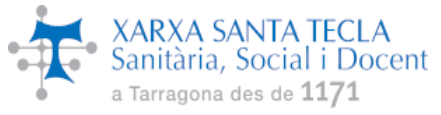 XARXA SANTA TECLA
Sanitària, Social i Docent
a Tarragona des de 1171